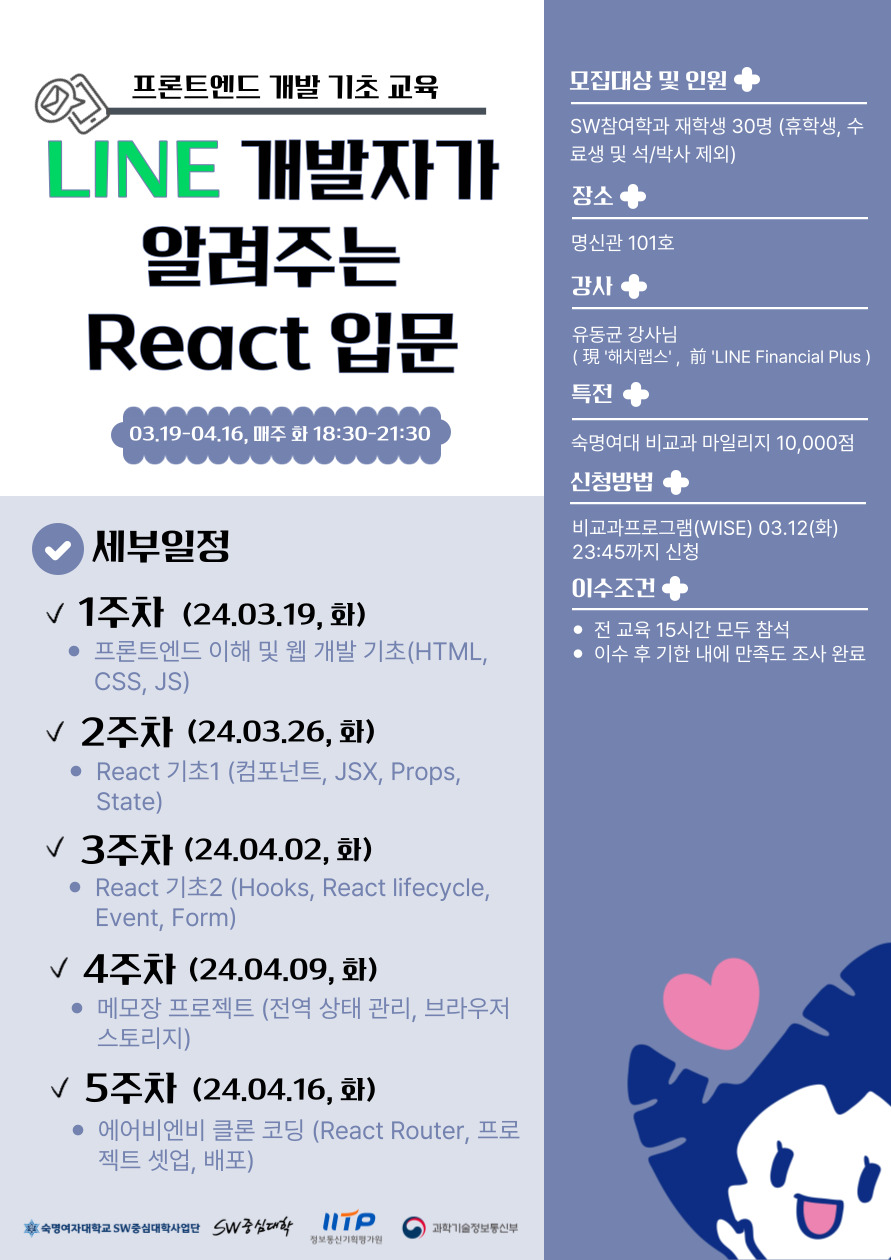 프론트엔드 개발 기초 교육
LINE 개발자가
알려주는
React 입문
03.19-04.16, 매주 화 18:30-21:30
세부일정
1주차 (24.03.19, 화)
프론트엔드 이해 및 웹 개발 기초(HTML,
CSS, JS)
2주차 (24.03.26, 화)
React 기초1 (컴포넌트, JSX, Props,
State)
3주차 (24.04.02, 화)
React 기초2 (Hooks, React lifecycle,
Event, Form)
4주차 (24.04.09, 화)
메모장 프로젝트 (전역 상태 관리, 브라우저
스토리지)
5주차 (24.04.16, 화)
에어비엔비 클론 코딩 (React Router, 프로
젝트 셋업, 배포)
숙명여자대학교 SW중심대학사업단
SW중심대학
IITP
정보통신기획평가원
과학기술정보통신부
모집대상 및 인원
SW참여학과 재학생 30명 (휴학생, 수
료생 및 석/박사 제외)
장소
명신관 101호
강사
유동균 강사님
( 現 '해치랩스' , 前 'LINE Financial Plus )
특전
숙명여대 비교과 마일리지 10,000점
신청방법
비교과프로그램(WISE) 03.12(화)
23:45까지 신청
이수조건
전 교육 15시간 모두 참석
이수 후 기한 내에 만족도 조사 완료